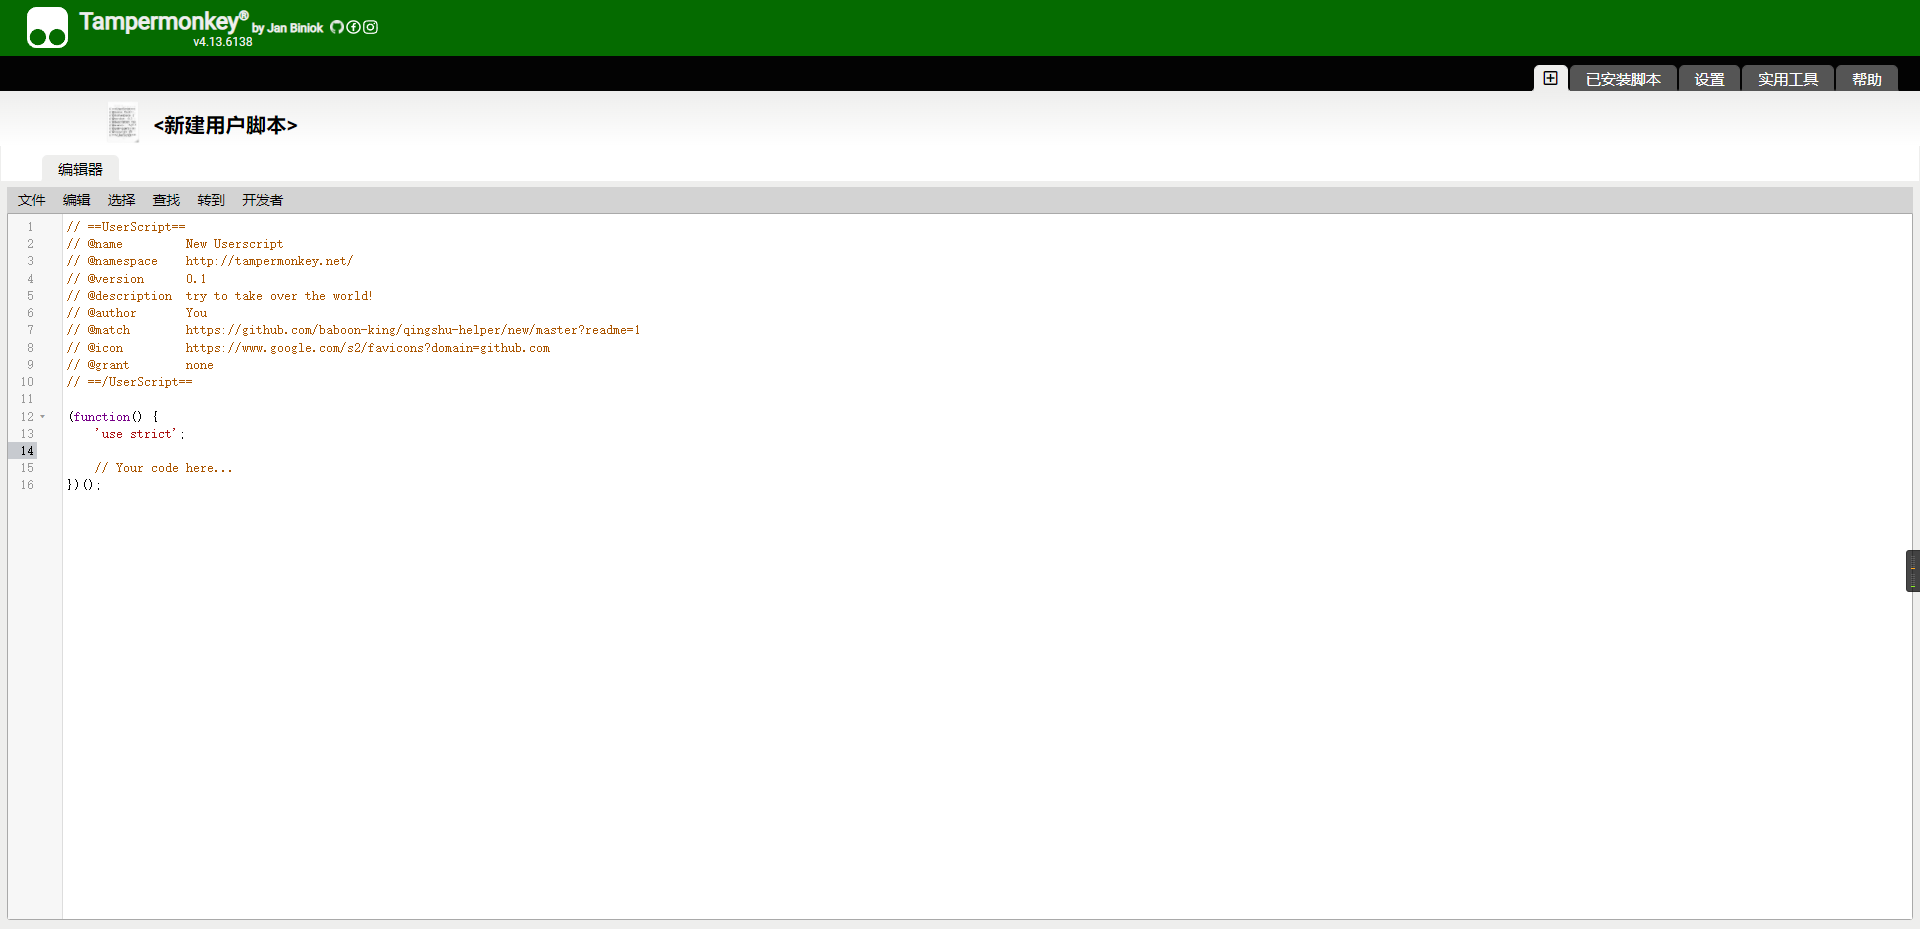 Tampermonkey® by Jan Biniok
v4.13.6138
已安装脚本 设置 实用工具 帮助
<新建用户脚本>
编辑器
文件 编辑 选择 查找 转到 开发者
1 // ==UserScript==
2 // @name         New Userscript
3 // @namespace    http://tampermonkey.net/
4 // @version      0.1
5 // @description  try to take over the world!
6 // @author       You
7 // @match        https://github.com/baboon-king/qingshu-helper/new/master?readme=1
8 // @icon         https://www.google.com/s2/favicons?domain=github.com
9 // @grant        none
10 // ==/UserScript==
11
12 (function() {
13     'use strict';
14
15     // Your code here...
16 })();